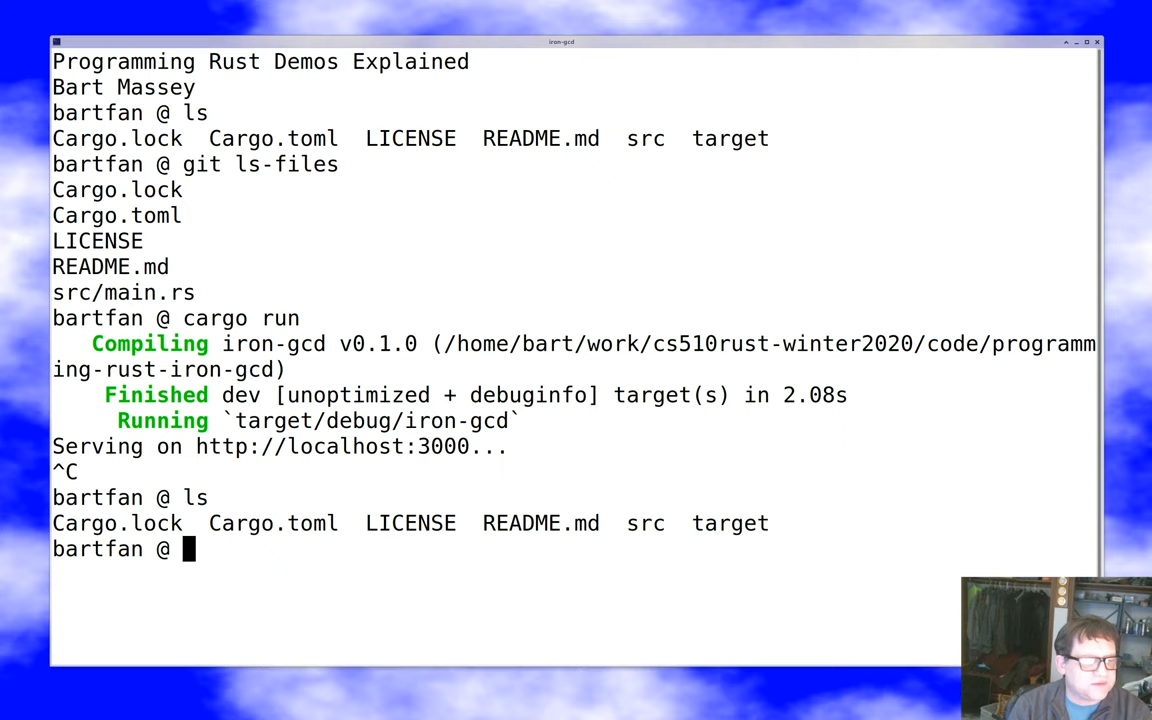 iron-gcd
Programming Rust Demos Explained
Bart Massey
bartfan @ ls
Cargo.lock  Cargo.toml  LICENSE  README.md  src  target
bartfan @ git ls-files
Cargo.lock
Cargo.toml
LICENSE
README.md
src/main.rs
bartfan @ cargo run
   Compiling iron-gcd v0.1.0 (/home/bart/work/cs510rust-winter2020/code/programm
ing-rust-iron-gcd)
    Finished dev [unoptimized + debuginfo] target(s) in 2.08s
     Running `target/debug/iron-gcd`
Serving on http://localhost:3000...
^C
bartfan @ ls
Cargo.lock  Cargo.toml  LICENSE  README.md  src  target
bartfan @